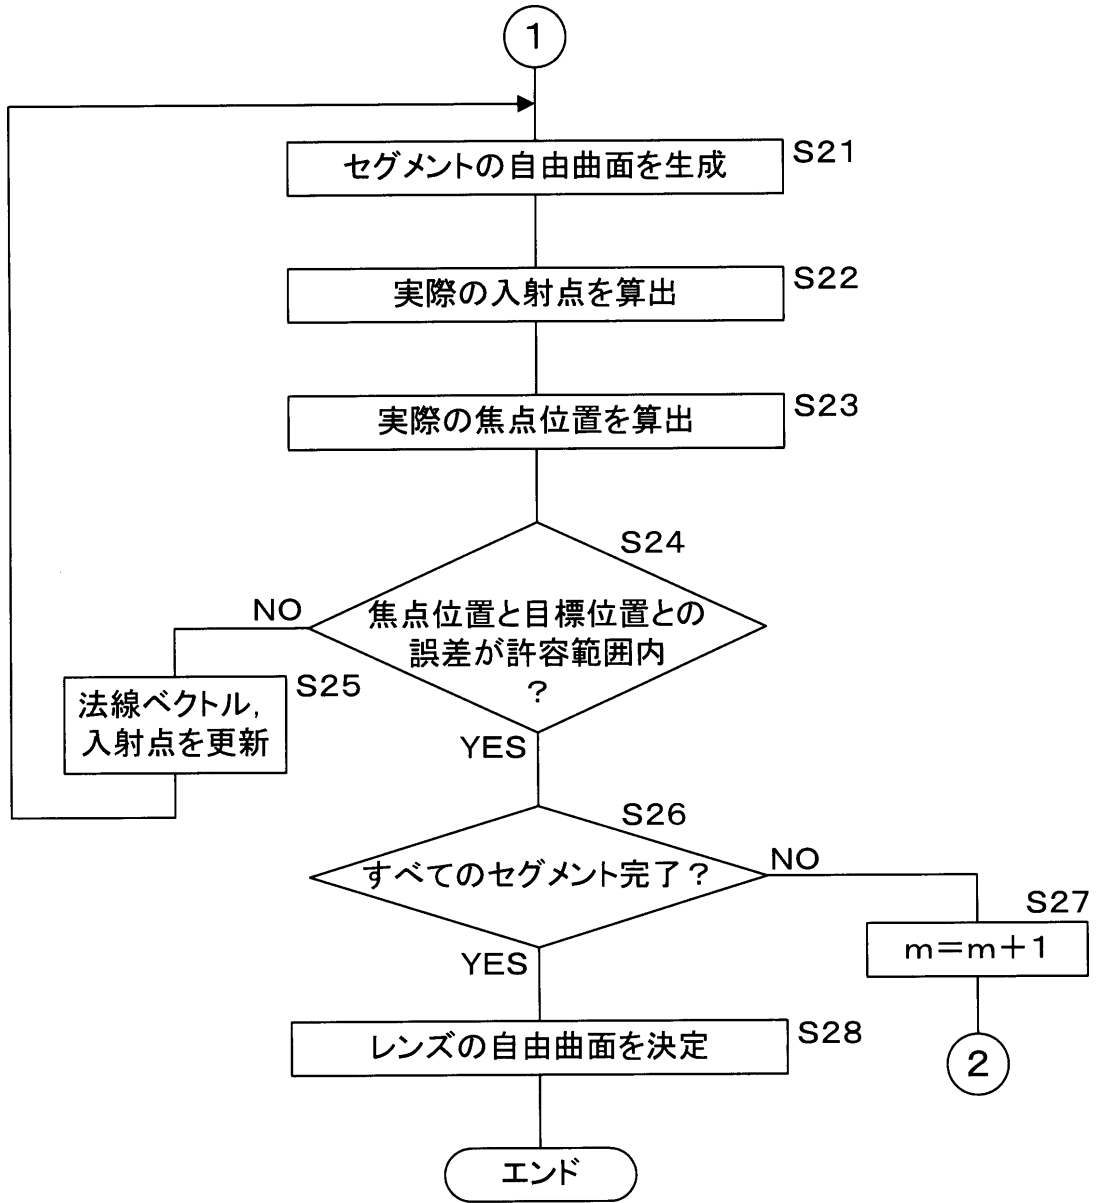 1
セグメントの自由曲面を生成
S21
実際の入射点を算出
S22
実際の焦点位置を算出
S23
S24
焦点位置と目標位置との
誤差が許容範囲内
?
NO
S25
法線ベクトル,
入射点を更新
YES
S26
すべてのセグメント完了?
NO
S27
m=m+1
2
YES
レンズの自由曲面を決定
S28
エンド